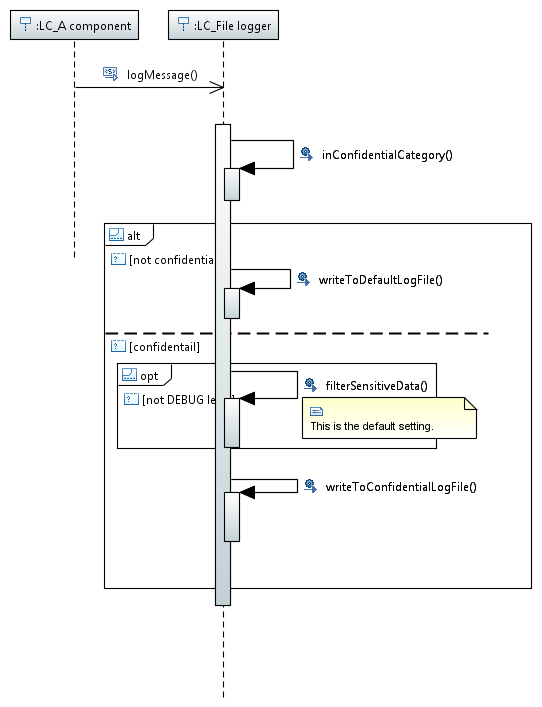 :LC_A component
:LC_File logger
logMessage()
inConfidentialCategory()
alt
[not confidentia
writeToDefaultLogFile()
[confidentail]
opt
filterSensitiveData()
[not DEBUG le
This is the default setting.
writeToConfidentialLogFile()